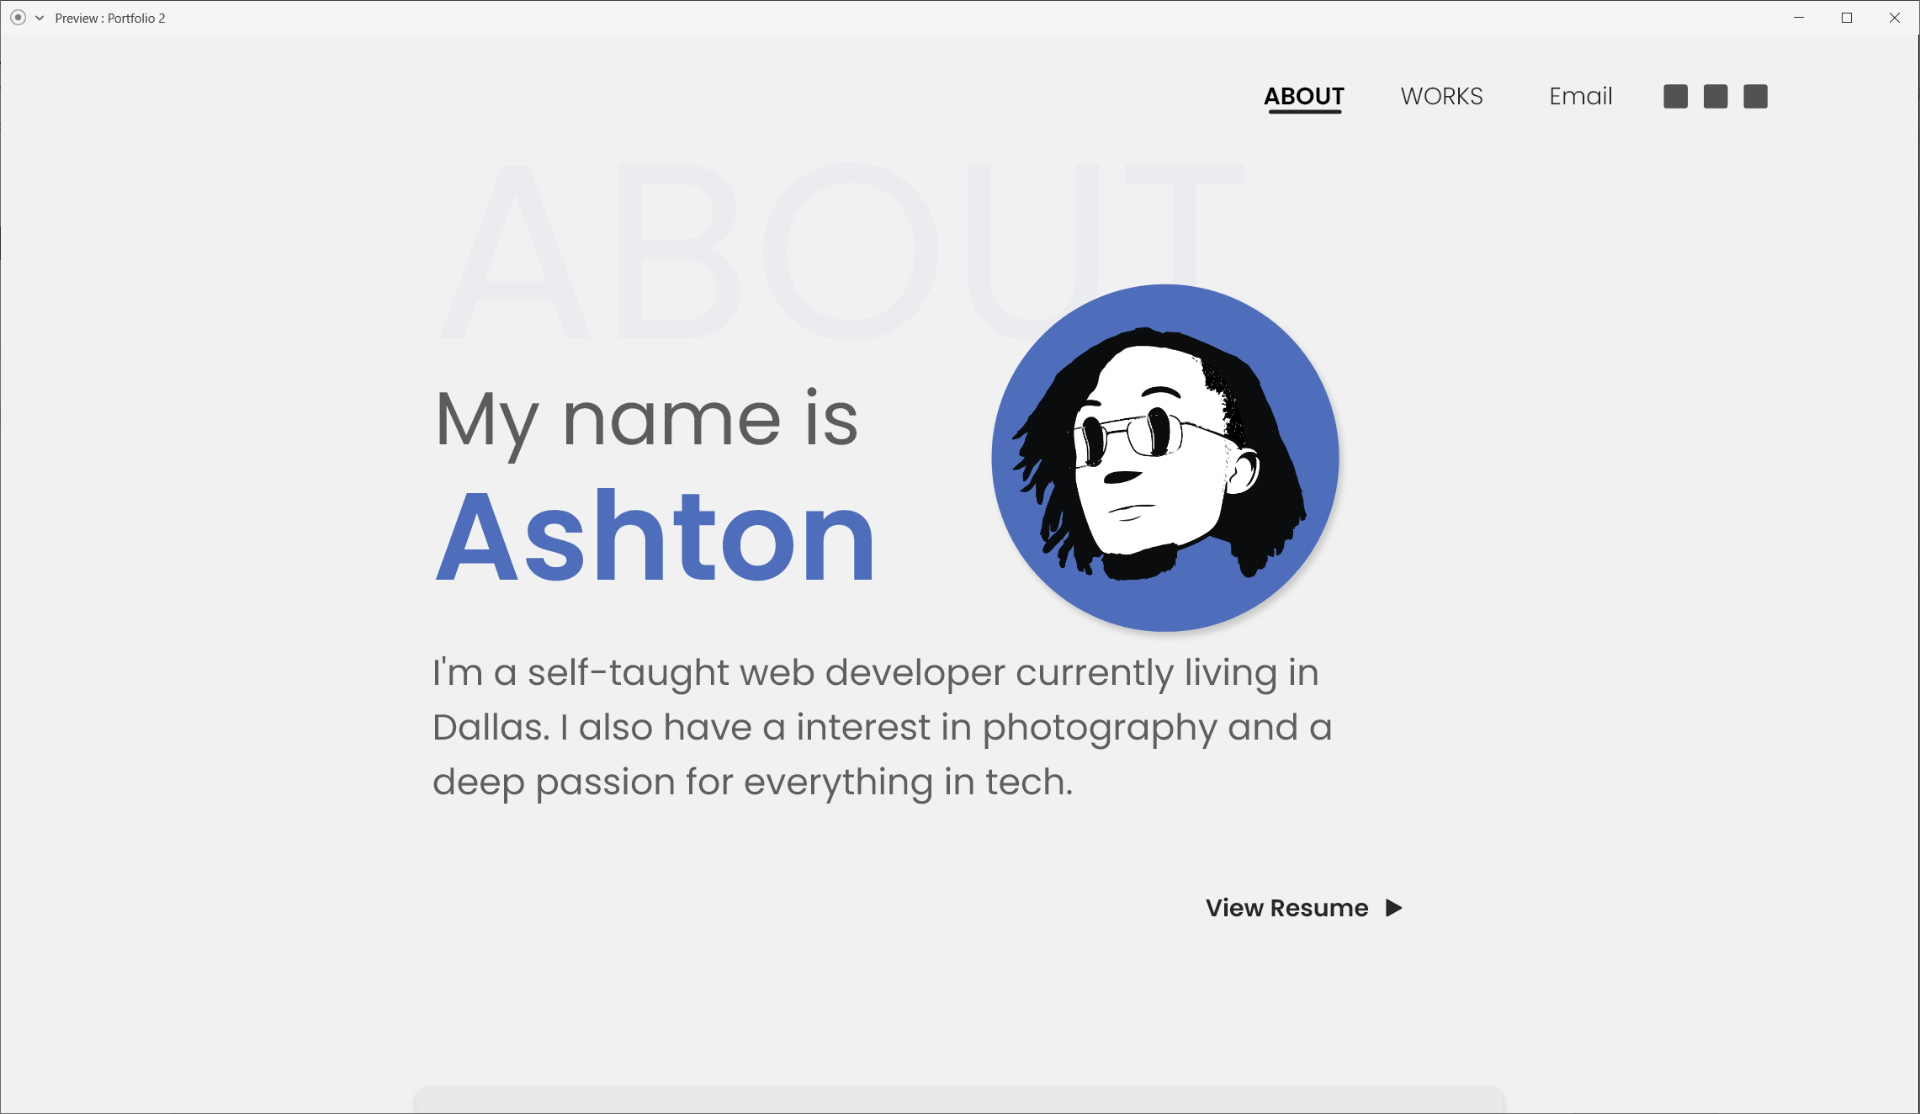 Preview : Portfolio 2
ABOUT WORKS Email
ABOUT
My name is
Ashton
I'm a self-taught web developer currently living in
Dallas. I also have a interest in photography and a
deep passion for everything in tech.
View Resume